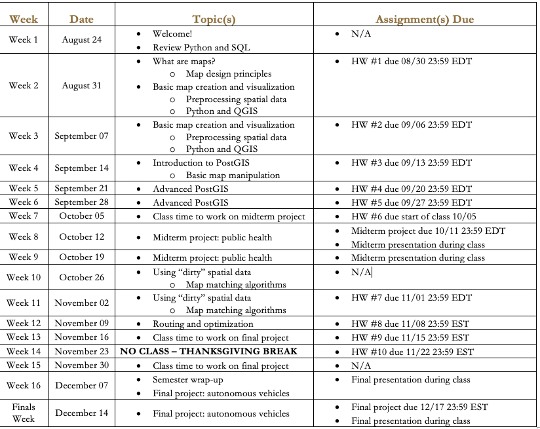 Week Date Topic(s) Assignment(s) Due
Week 1 August 24 • Welcome! • N/A
• Review Python and SQL
Week 2 August 31 • What are maps? • HW #1 due 08/30 23:59 EDT
o Map design principles
• Basic map creation and visualization
o Preprocessing spatial data
o Python and QGIS
Week 3 September 07 • Basic map creation and visualization • HW #2 due 09/06 23:59 EDT
o Preprocessing spatial data
o Python and QGIS
Week 4 September 14 • Introduction to PostGIS • HW #3 due 09/13 23:59 EDT
o Basic map manipulation
Week 5 September 21 • Advanced PostGIS • HW #4 due 09/20 23:59 EDT
Week 6 September 28 • Advanced PostGIS • HW #5 due 09/27 23:59 EDT
Week 7 October 05 • Class time to work on midterm project • HW #6 due start of class 10/05
Week 8 October 12 • Midterm project: public health • Midterm project due 10/11 23:59 EDT
• Midterm presentation during class
Week 9 October 19 • Midterm project: public health • Midterm presentation during class
Week 10 October 26 • Using “dirty” spatial data • N/A
o Map matching algorithms
Week 11 November 02 • Using “dirty” spatial data • HW #7 due 11/01 23:59 EDT
o Map matching algorithms
Week 12 November 09 • Routing and optimization • HW #8 due 11/08 23:59 EST
Week 13 November 16 • Class time to work on final project • HW #9 due 11/15 23:59 EST
Week 14 November 23 NO CLASS – THANKSGIVING BREAK • HW #10 due 11/22 23:59 EST
Week 15 November 30 • Class time to work on final project • N/A
Week 16 December 07 • Semester wrap-up • Final presentation during class
• Final project: autonomous vehicles
Finals Week December 14 • Final project: autonomous vehicles • Final project due 12/17 23:59 EST
• Final presentation during class